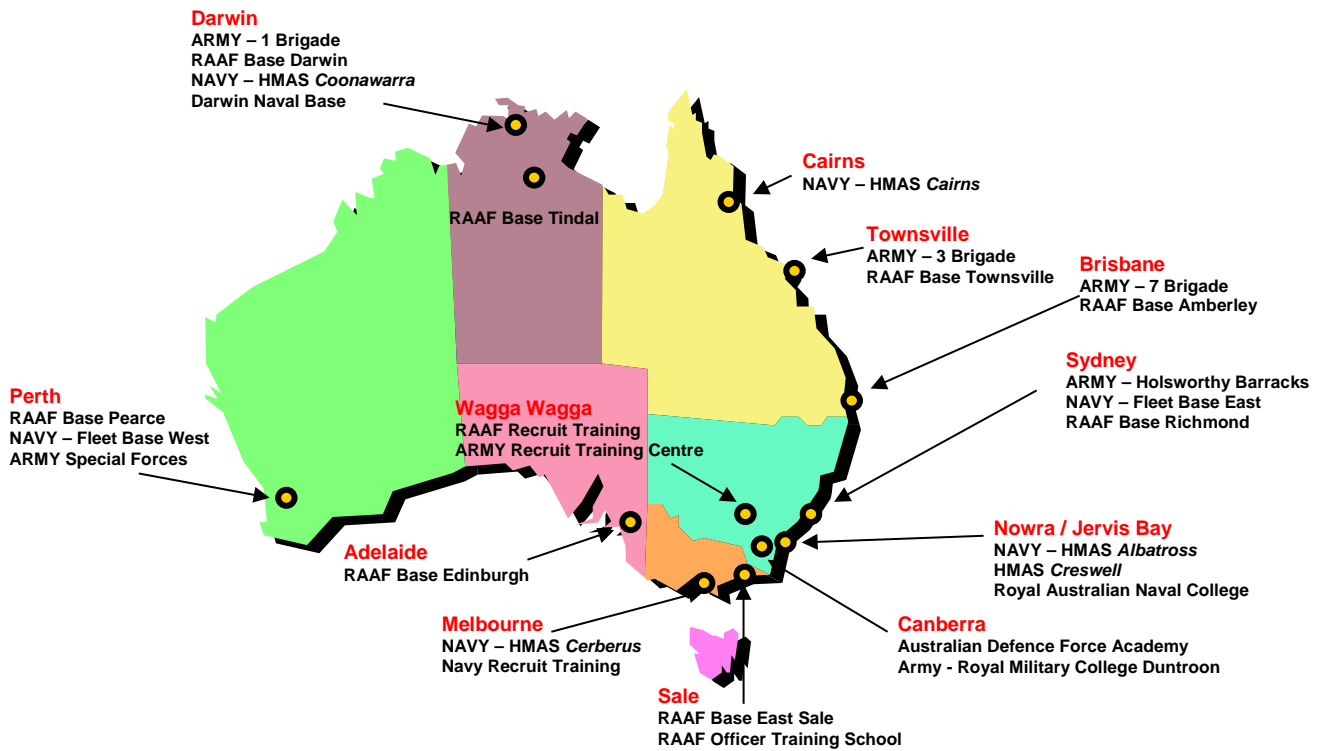 Darwin
ARMY – 1 Brigade
RAAF Base Darwin
NAVY – HMAS Coonawarra
Darwin Naval Base
RAAF Base Tindal
Cairns
NAVY – HMAS Cairns
Townsville
ARMY – 3 Brigade
RAAF Base Townsville
Brisbane
ARMY – 7 Brigade
RAAF Base Amberley
Sydney
ARMY – Holsworthy Barracks
NAVY – Fleet Base East
RAAF Base Richmond
Perth
RAAF Base Pearce
NAVY – Fleet Base West
ARMY Special Forces
Wagga Wagga
RAAF Recruit Training
ARMY Recruit Training Centre
Adelaide
RAAF Base Edinburgh
Nowra / Jervis Bay
NAVY – HMAS Albatross
HMAS Creswell
Royal Australian Naval College
Melbourne
NAVY – HMAS Cerberus
Navy Recruit Training
Canberra
Australian Defence Force Academy
Army - Royal Military College Duntroon
Sale
RAAF Base East Sale
RAAF Officer Training School